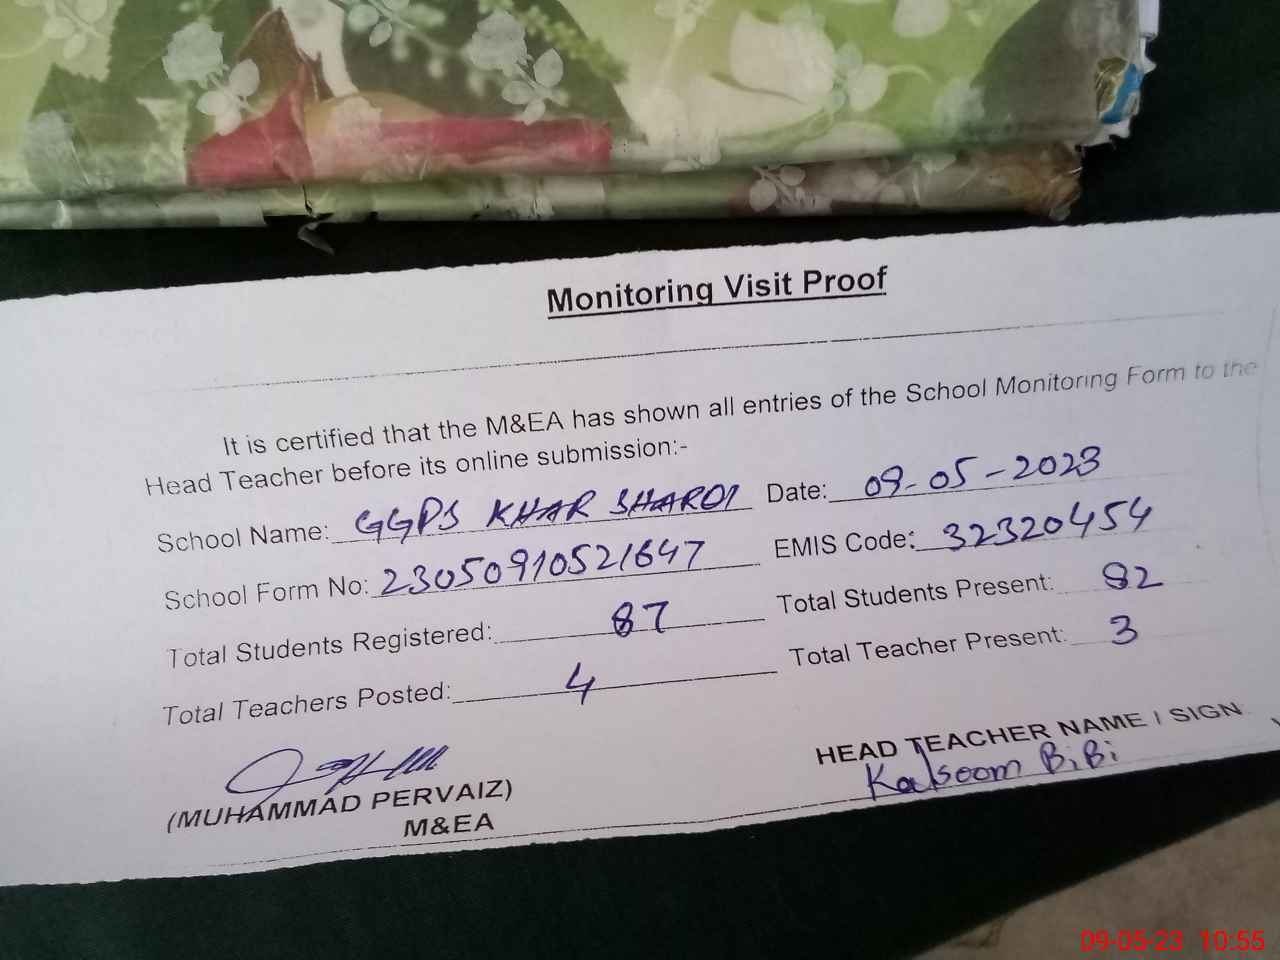 Monitoring Visit Proof
It is certified that the M&EA has shown all entries of the School Monitoring Form to the
Head Teacher before its online submission:-
School Name: GGPS KHAR SHARDI Date: 09-05-2023
School Form No: 23050910521647 EMIS Code: 32320454
Total Students Registered: 87 Total Students Present: 82
Total Teachers Posted: 4 Total Teacher Present: 3
HEAD TEACHER NAME / SIGN
(MUHAMMAD PERVAIZ) Kalsoom BiBi
M&EA
09-05-23 10:55